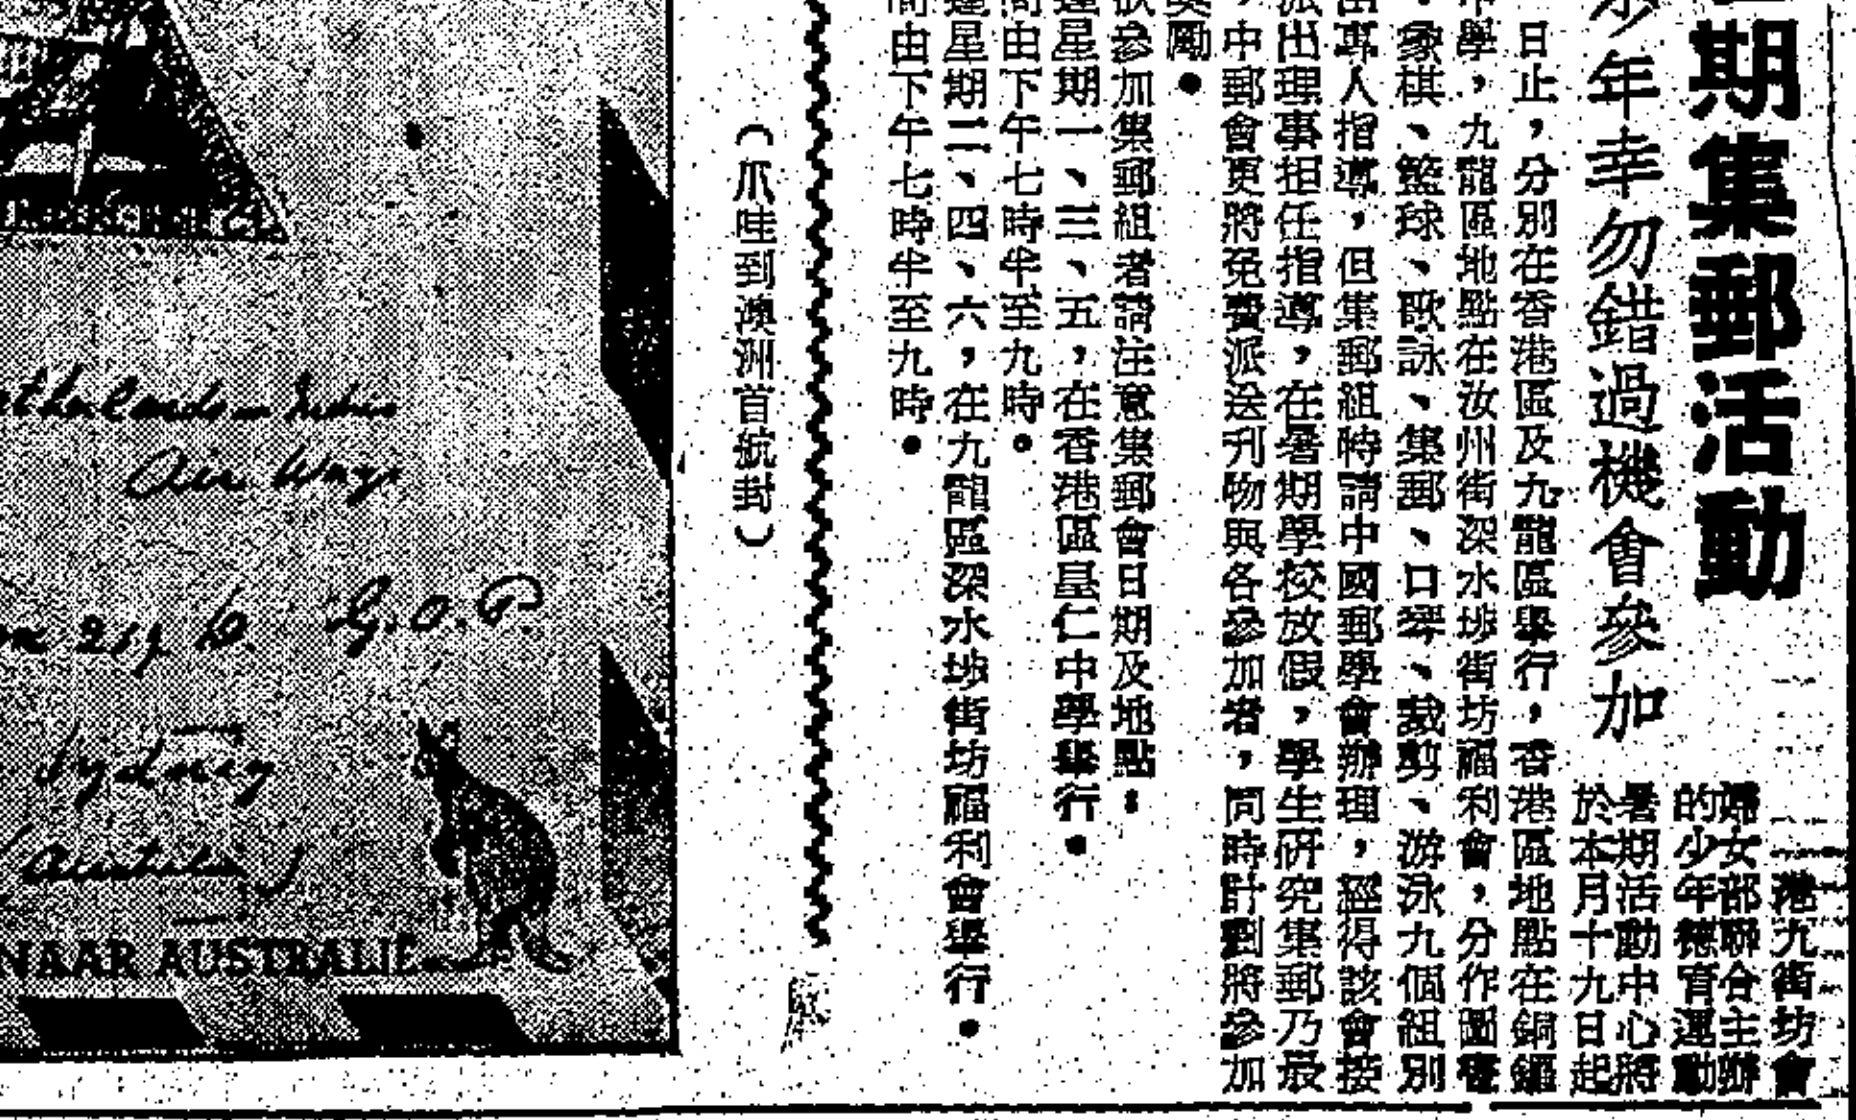 期集郵活動
少年幸勿錯過機會參加
港九街坊會
婦女部聯合主辦
的少年德育運動
暑期活動中心將
於本月十九日起
日止，分別在香港區及九龍區舉行，香港區地點在銅鑼
學，九龍區地點在汝州街深水埗街坊福利會，分作圖書
、象棋、籃球、歌詠、集郵、口琴、裁剪、游泳九個組別
出專人指導，但集郵組時請中國郵學會辦理，經得該會接
派出理事担任指導，在暑期學校放假，學生研究集郵乃最
，中郵會更將免費派送刊物與各參加者，同時計劃將參加
獎勵。
欲參加集郵組者請注意集郵會日期及地點：
逢星期一、三、五，在香港區皇仁中學舉行。
間由下午七時半至九時。
逢星期二、四、六，在九龍區深水埗街坊福利會舉行。
間由下午七時半至九時。
（爪哇到澳洲首航封）
Air Ways
G.O.P.
Sydney
NAAR AUSTRALIE